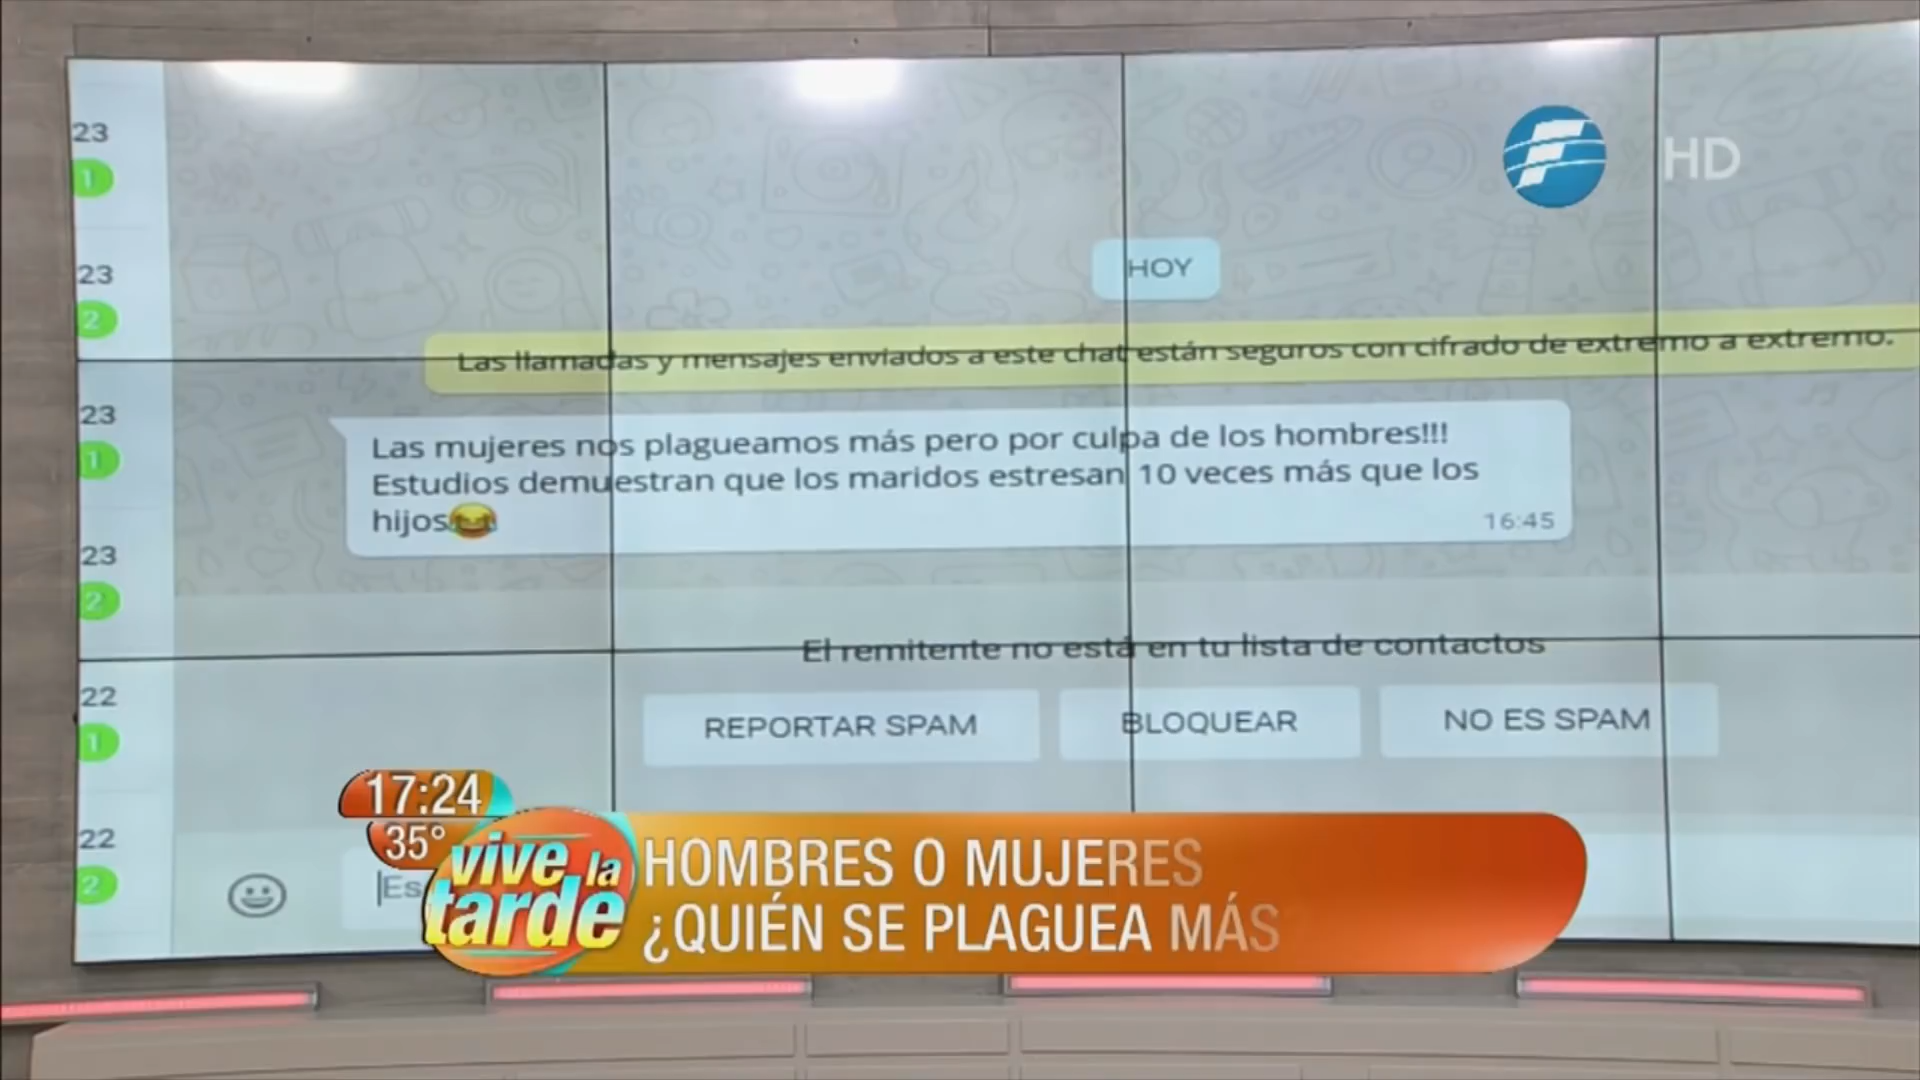 23
1
23
2
23
1
23
2
22
1
22
2
HD
HOY
Las llamadas y mensajes enviados a este chat están seguros con cifrado de extremo a extremo.
Las mujeres nos plagueamos más pero por culpa de los hombres!!!
Estudios demuestran que los maridos estresan 10 veces más que los
hijos😂
16:45
El remitente no está en tu lista de contactos
REPORTAR SPAM
BLOQUEAR
NO ES SPAM
Es
17:24
35°
vive la
tarde
HOMBRES O MUJERES
¿QUIÉN SE PLAGUEA MÁS